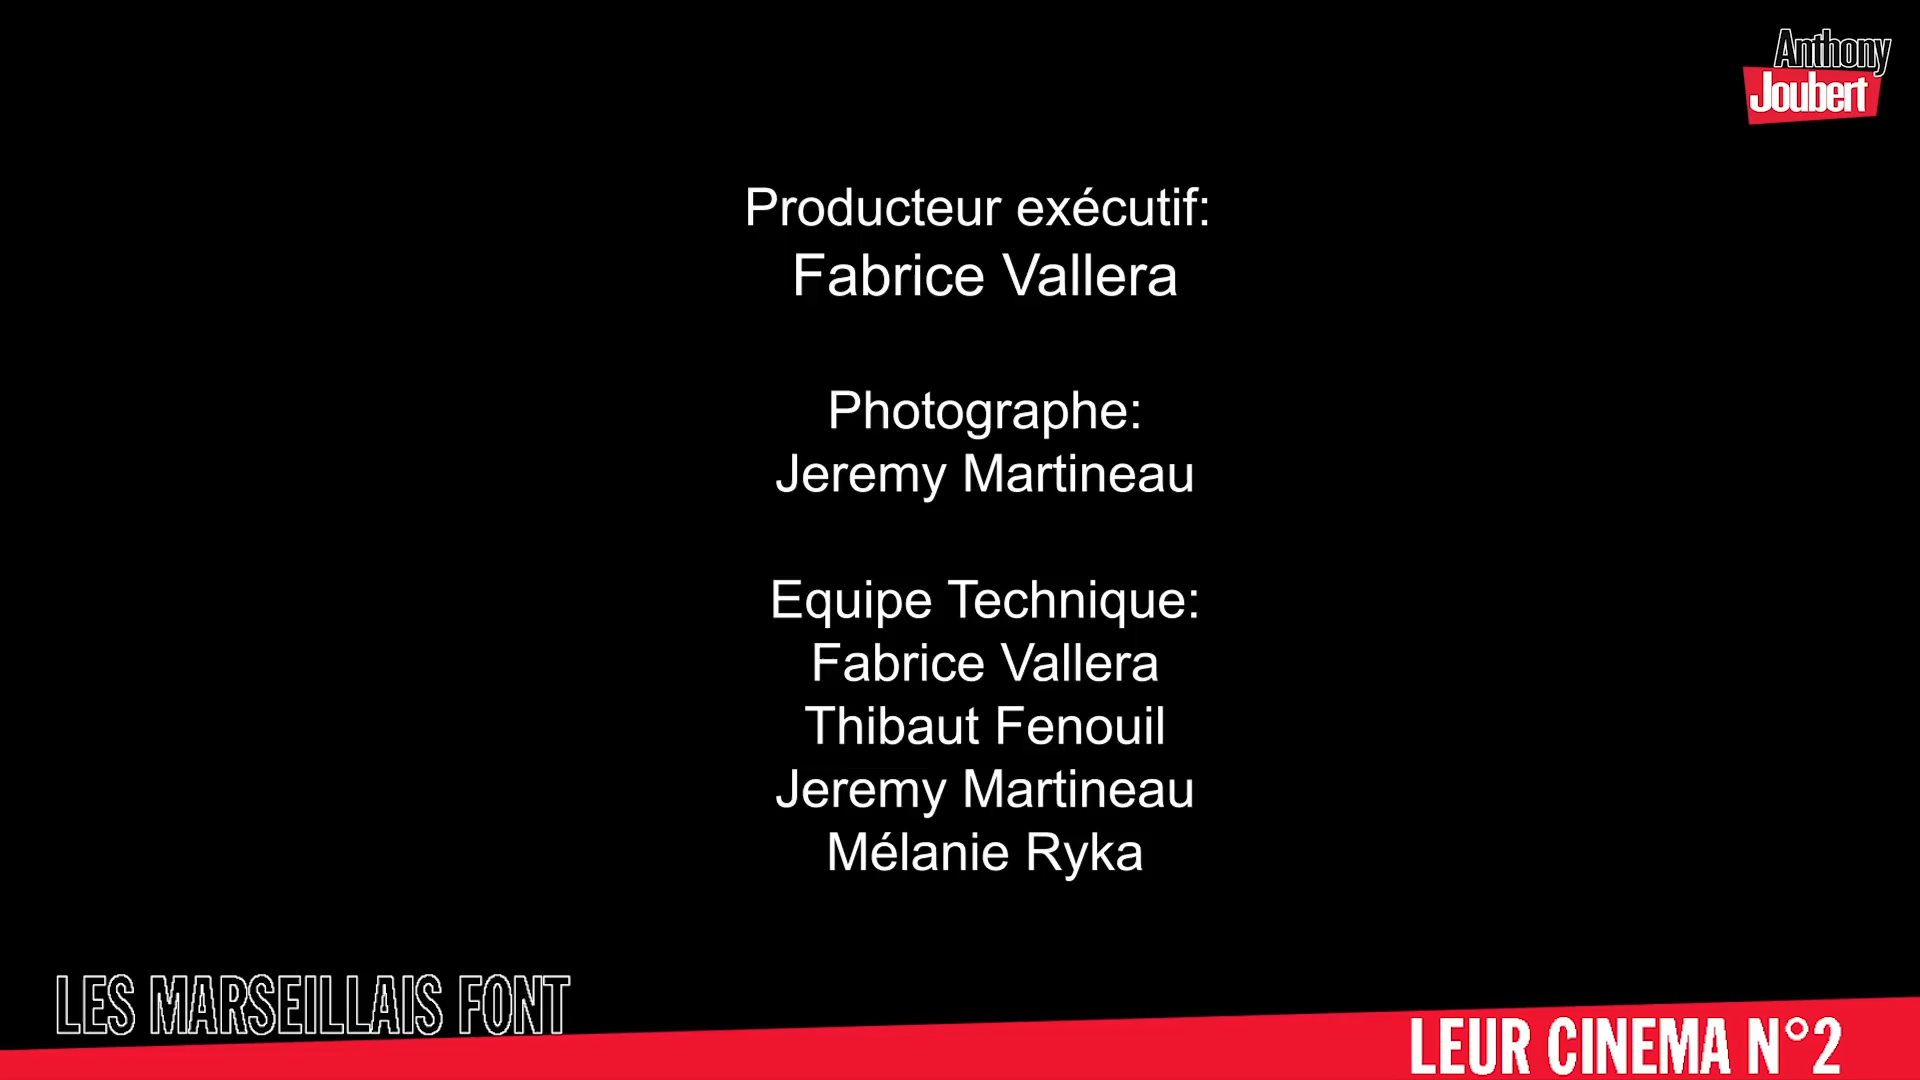 Anthony
Joubert
Producteur exécutif:
Fabrice Vallera
Photographe:
Jeremy Martineau
Equipe Technique:
Fabrice Vallera
Thibaut Fenouil
Jeremy Martineau
Mélanie Ryka
LES MARSEILLAIS FONT
LEUR CINEMA N°2